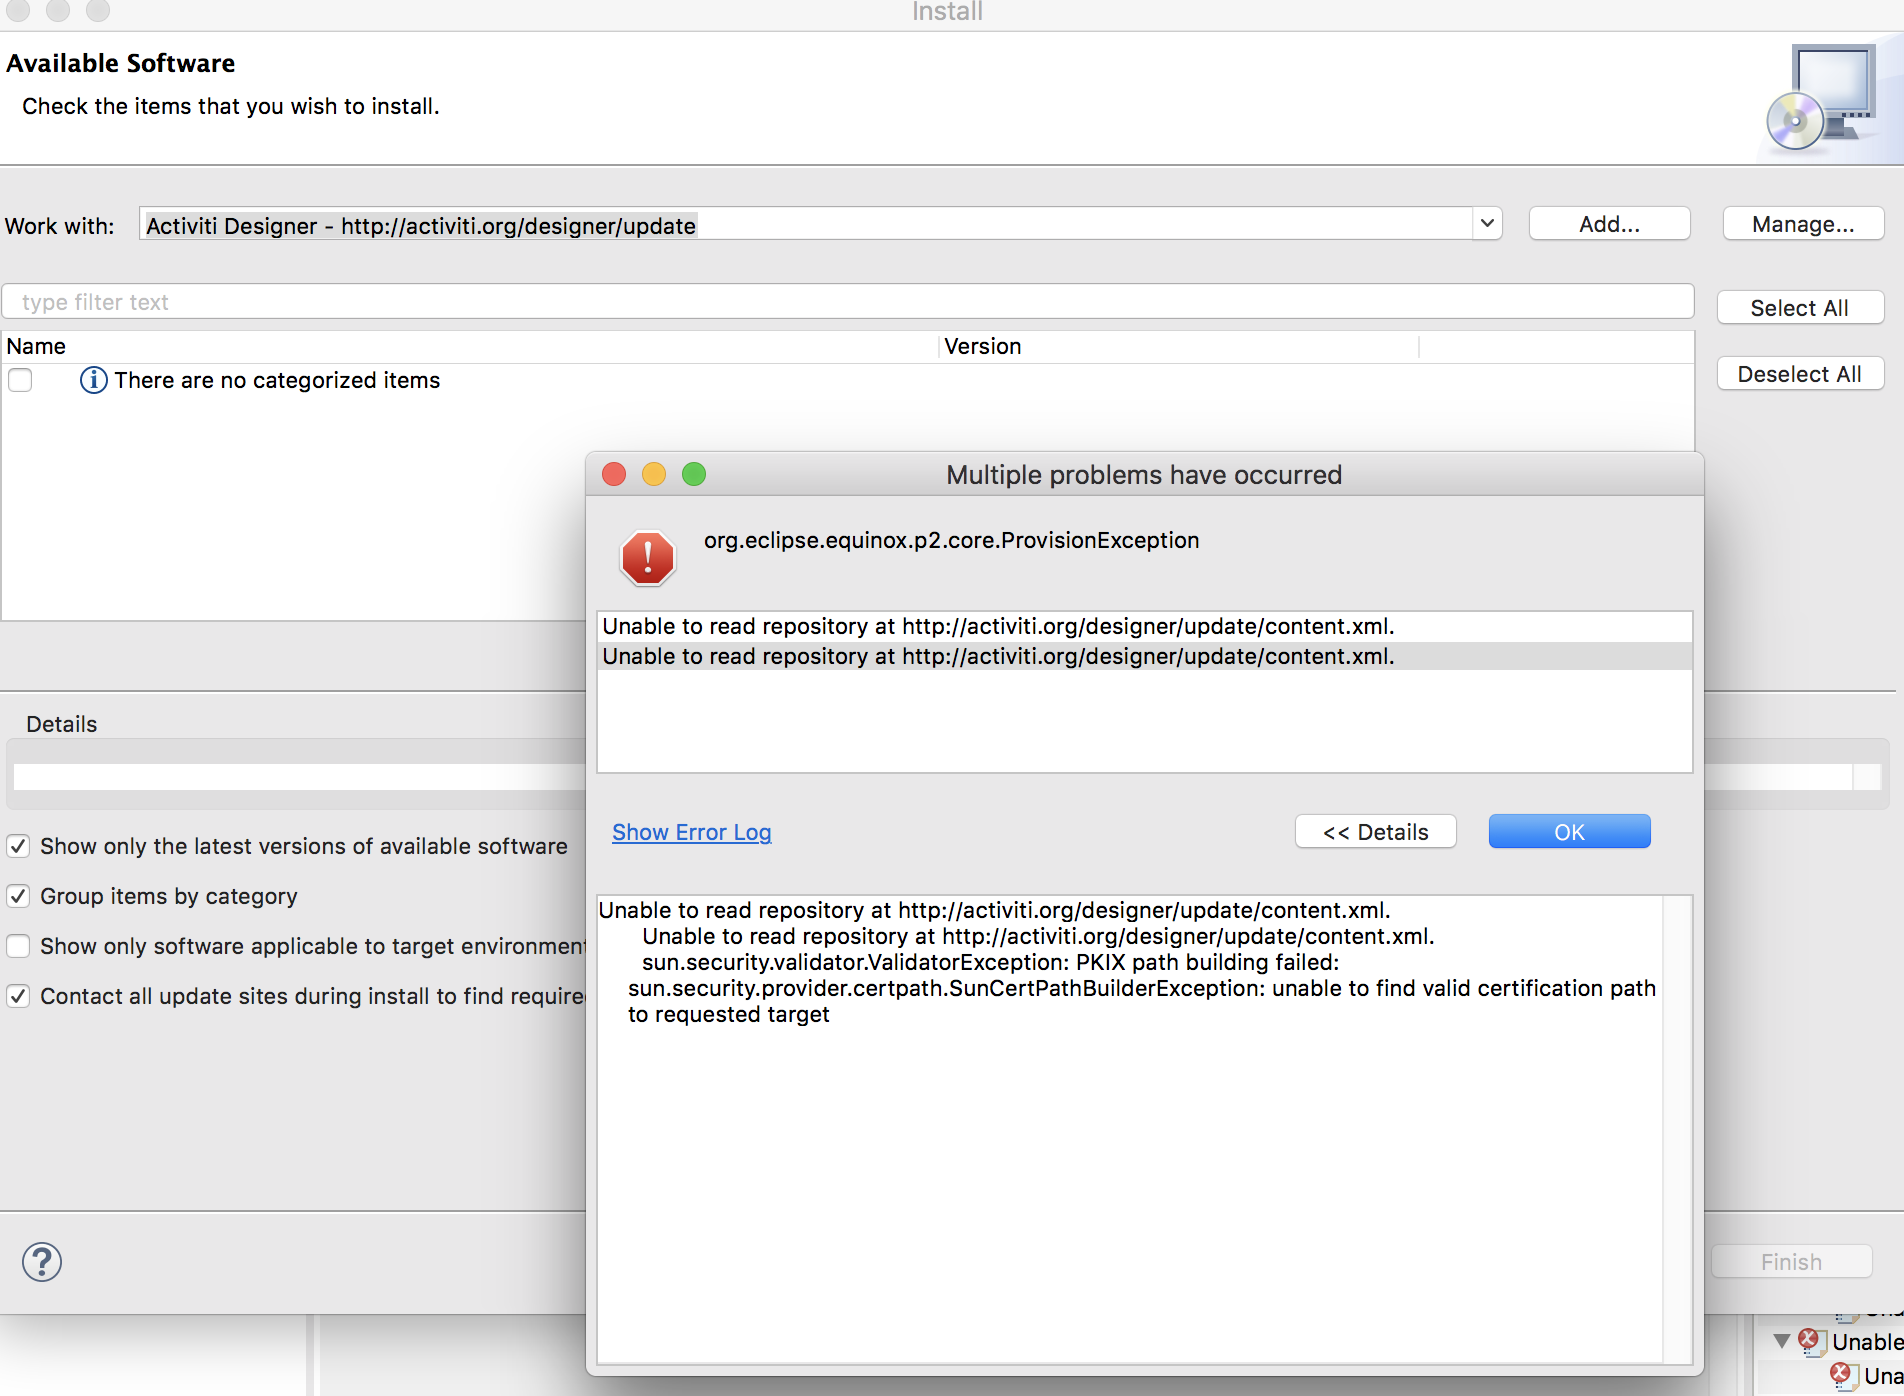 Install
Available Software
Check the items that you wish to install.
Work with:
Activiti Designer - http://activiti.org/designer/update
Add...
Manage...
type filter text
Select All
Name
Version
There are no categorized items
Deselect All
Multiple problems have occurred
org.eclipse.equinox.p2.core.ProvisionException
Unable to read repository at http://activiti.org/designer/update/content.xml.
Unable to read repository at http://activiti.org/designer/update/content.xml.
Details
Show Error Log
<< Details
OK
Show only the latest versions of available software
Group items by category
Show only software applicable to target environment
Contact all update sites during install to find require
Unable to read repository at http://activiti.org/designer/update/content.xml.
Unable to read repository at http://activiti.org/designer/update/content.xml.
sun.security.validator.ValidatorException: PKIX path building failed:
sun.security.provider.certpath.SunCertPathBuilderException: unable to find valid certification path
to requested target
?
Finish
Unable
Una